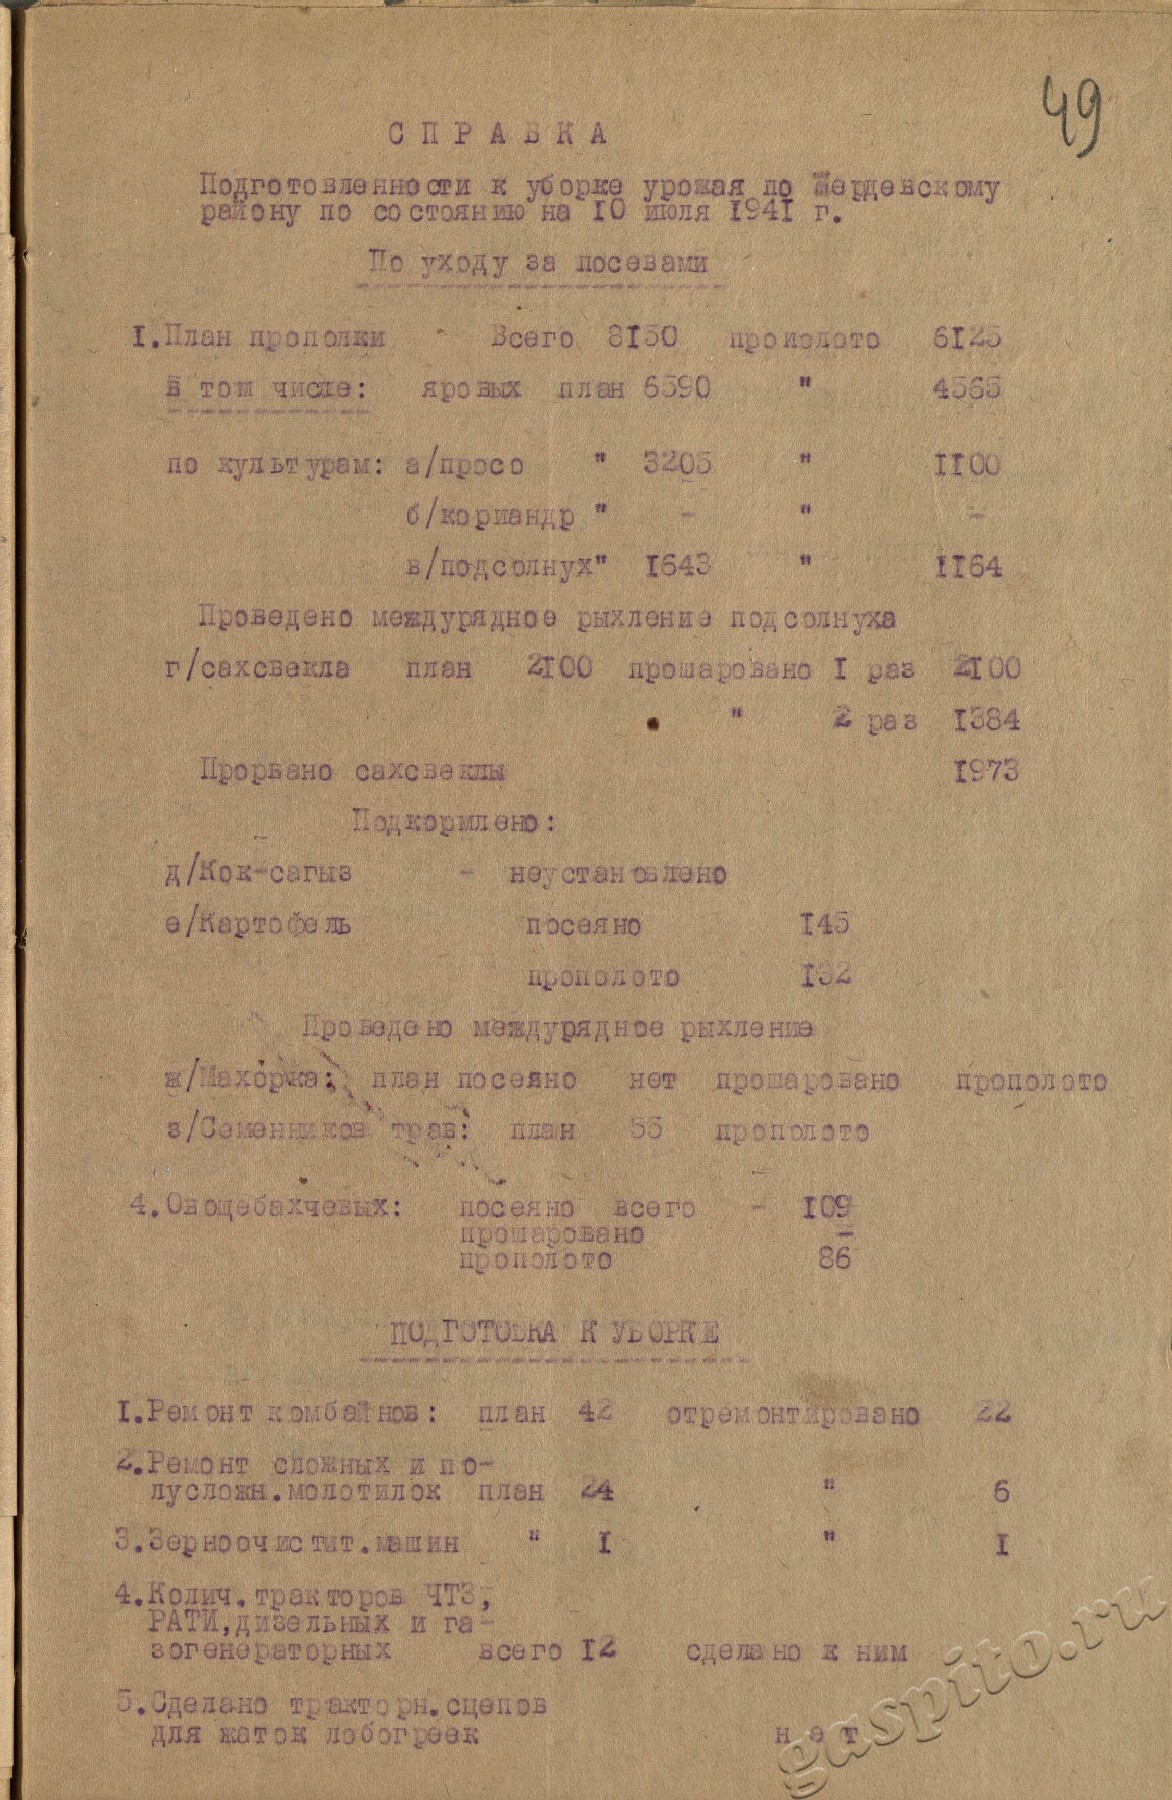 49
СПРАВКА
Подготовленности к уборке урожая по Жердевскому
району по состоянию на 10 июля 1941 г.
По уходу за посевами
1.План прополки Всего 8150 прополото 6125
в том числе: яровых план 6590 " 4565
по культурам: а/просо " 3205 " 1100
б/кориандр " - " -
в/подсолнух" 1643 " 1164
Проведено междурядное рыхление подсолнуха
г/сахсвекла план 2100 прошаровано 1 раз 2100
" 2 раз 1384
Прорвано сахсвеклы 1973
Подкормлено:
д/Кок-сагыз - неустановлено
е/Картофель посеяно 145
прополото 132
Проведено междурядное рыхление
ж/Махорка: план посеяно нет прошаровано прополото
з/Семенников трав: план 55 прополото
4.Овощебахчевых: посеяно всего - 109
прошаровано -
прополото 86
ПОДГОТОВКА К УБОРКЕ
1.Ремонт комбайнов: план 42 отремонтировано 22
2.Ремонт сложных и по-
лусложн.молотилок план 24 " 6
3.Зерноочистит.машин " 1 " 1
4.Колич.тракторов ЧТЗ,
РАТИ,дизельных и га-
зогенераторных всего 12 сделано к ним
5.Сделано тракторн.сцепов
для жаток лобогреек нет
gaspito.ru